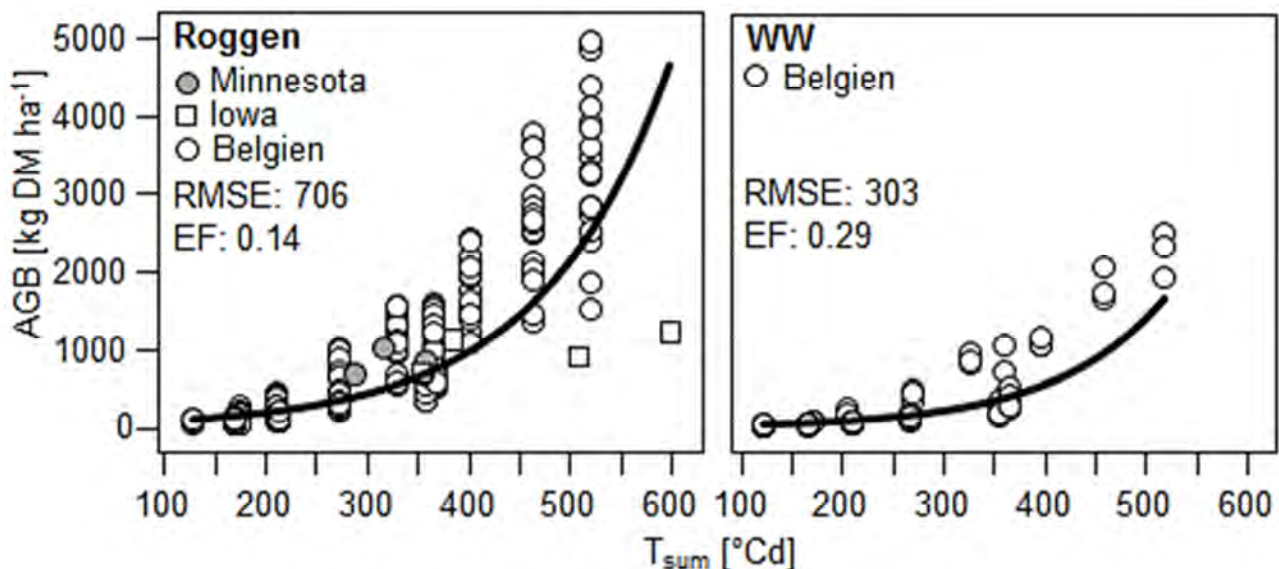 Roggen
Minnesota
Iowa
Belgien
RMSE: 706
EF: 0.14
WW
Belgien
RMSE: 303
EF: 0.29
AGB [kg DM ha⁻¹]
5000
4000
3000
2000
1000
0
100 200 300 400 500 600
100 200 300 400 500 600
Tsum [°Cd]